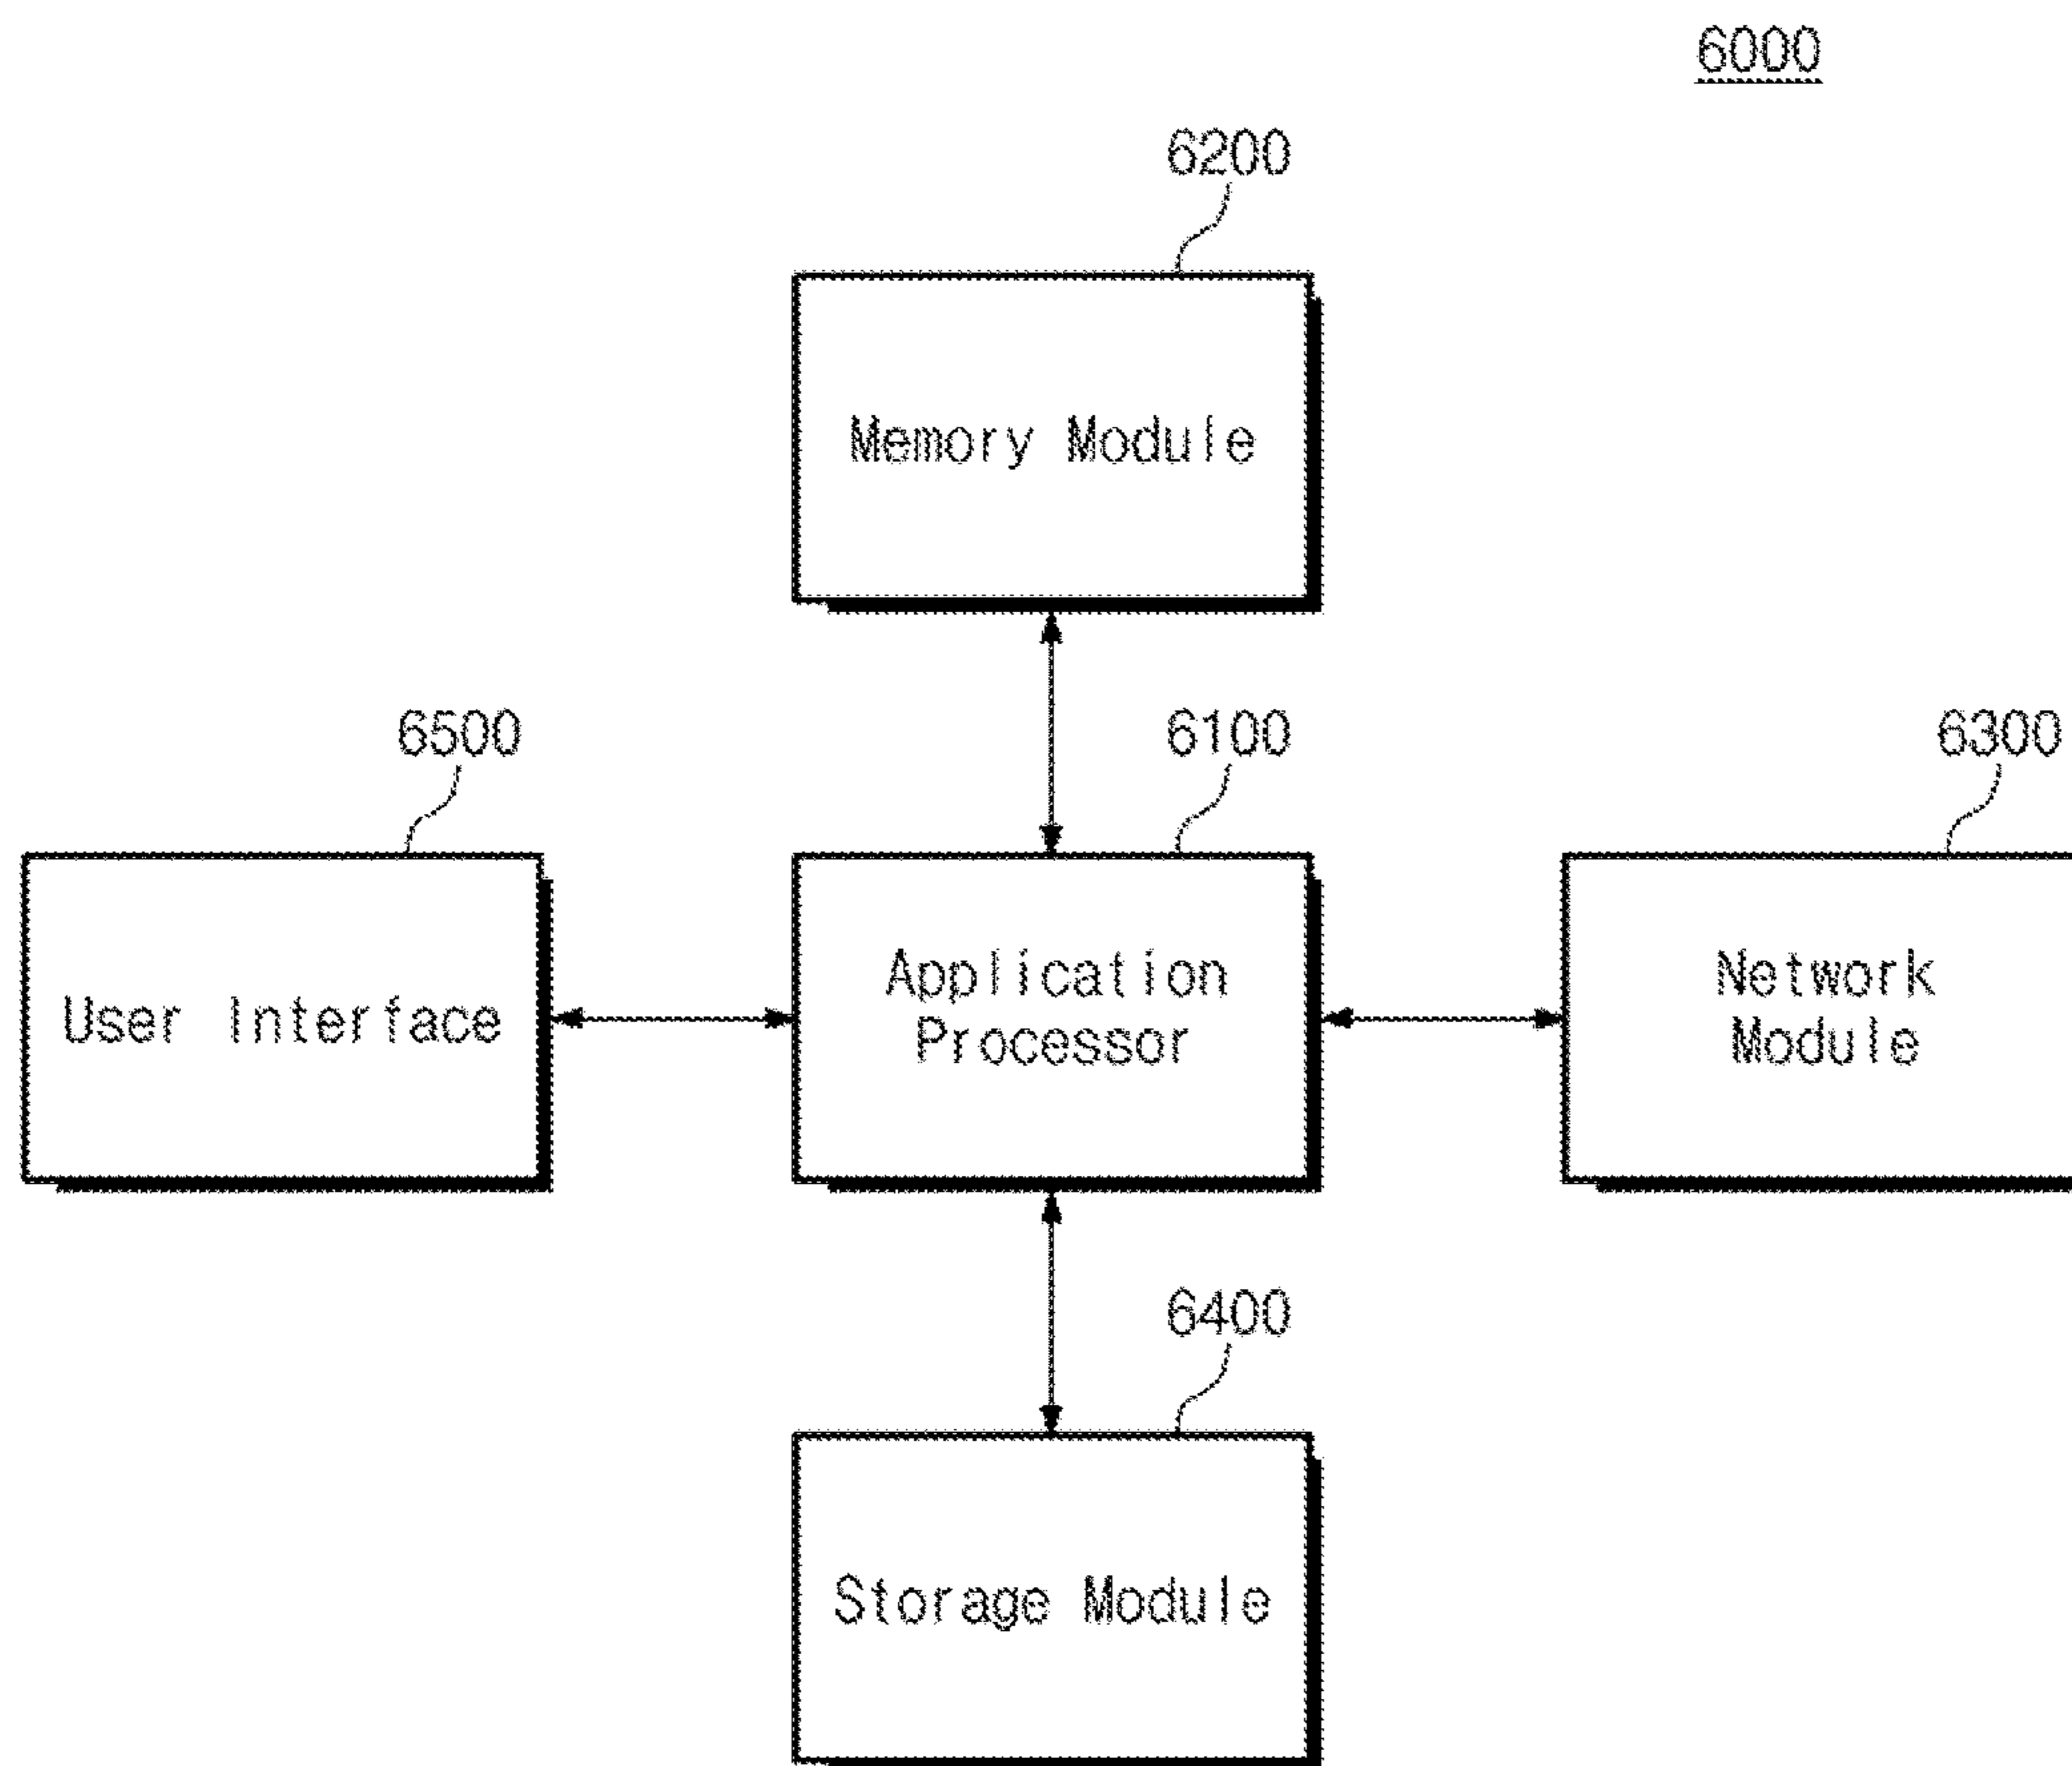 6000
6200
Memory Module
6500
6100
6300
User Interface
Application
Processor
Network
Module
6400
Storage Module